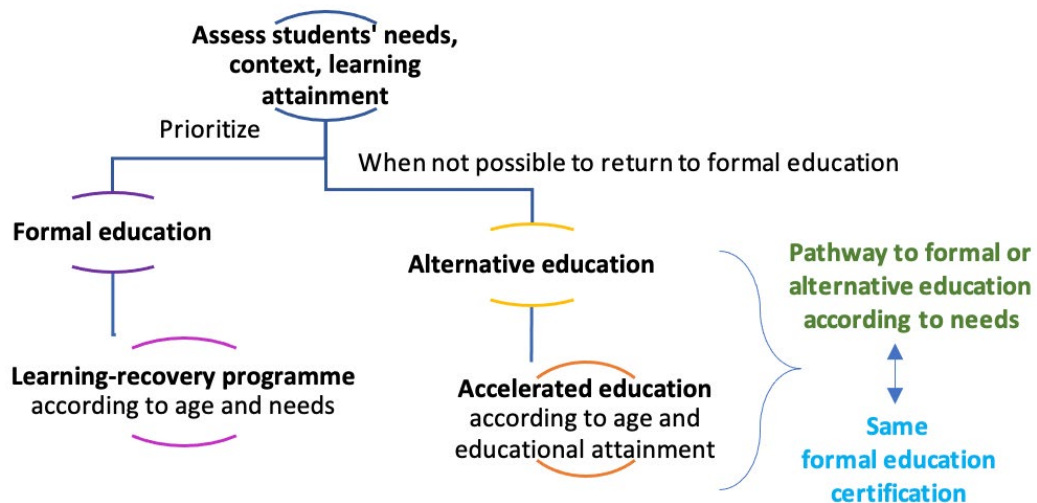 Assess students' needs,
context, learning
attainment
Prioritize
When not possible to return to formal education
Formal education
Alternative education
Learning-recovery programme
according to age and needs
Accelerated education
according to age and
educational attainment
Pathway to formal or
alternative education
according to needs
Same
formal education
certification